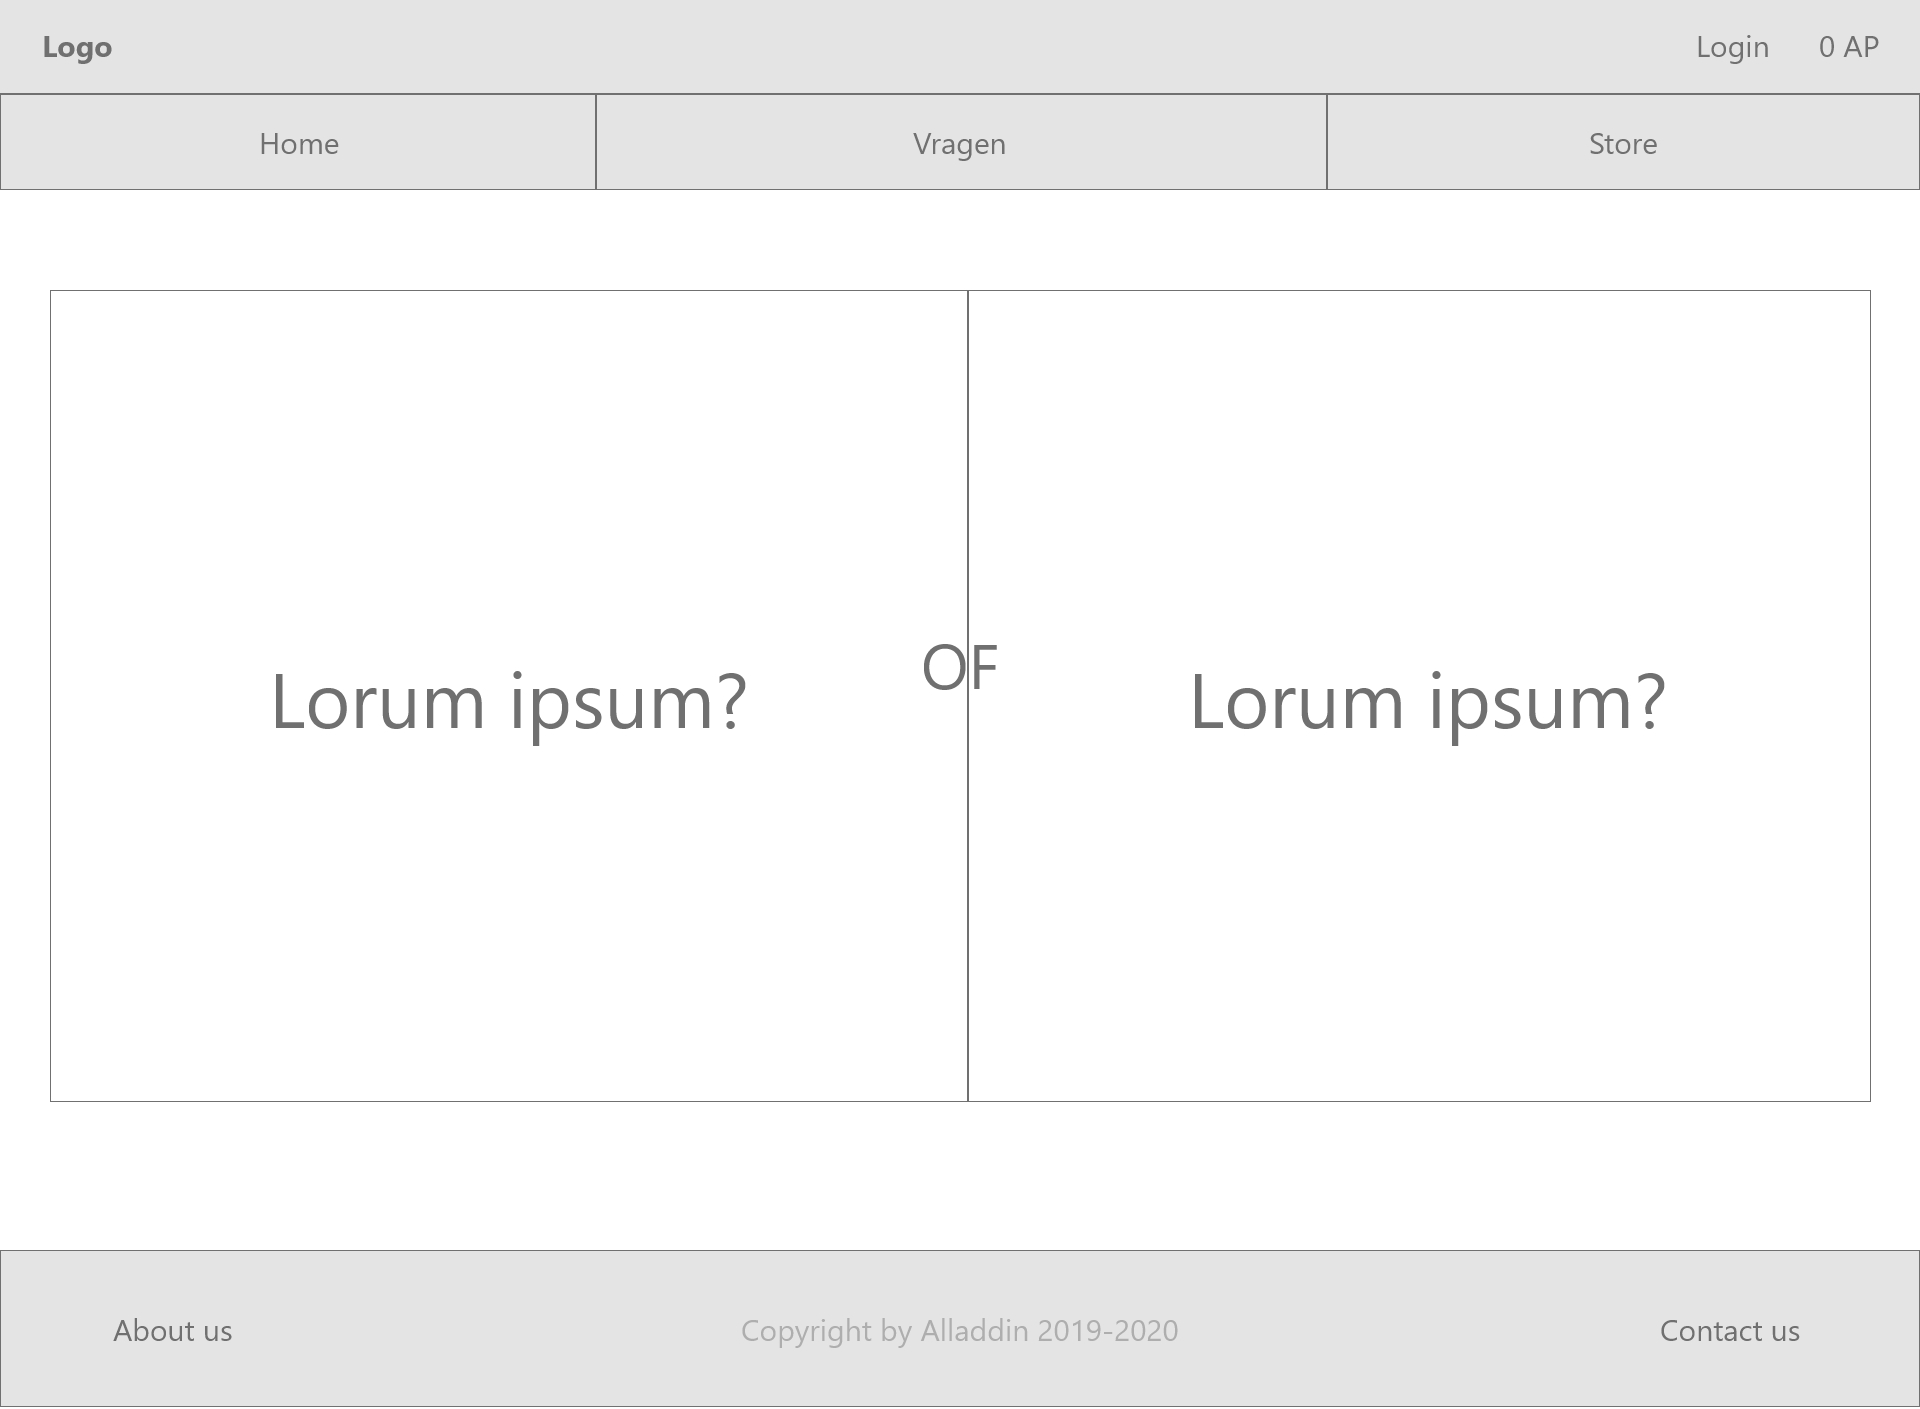 Logo
Login
0 AP
Home
Vragen
Store
Lorum ipsum?
OF
Lorum ipsum?
About us
Copyright by Alladdin 2019-2020
Contact us